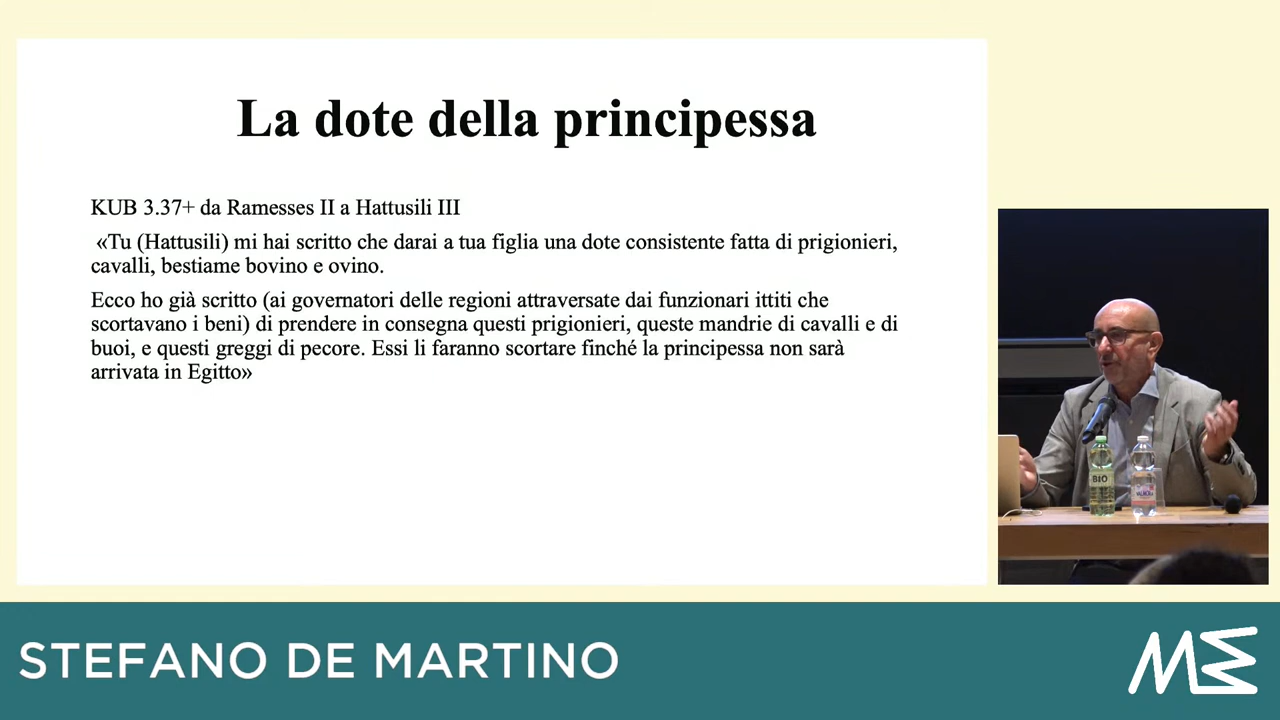 La dote della principessa
KUB 3.37+ da Ramesses II a Hattusili III
«Tu (Hattusili) mi hai scritto che darai a tua figlia una dote consistente fatta di prigionieri,
cavalli, bestiame bovino e ovino.
Ecco ho già scritto (ai governatori delle regioni attraversate dai funzionari ittiti che
scortavano i beni) di prendere in consegna questi prigionieri, queste mandrie di cavalli e di
buoi, e questi greggi di pecore. Essi li faranno scortare finché la principessa non sarà
arrivata in Egitto»
BIO
STEFANO DE MARTINO
ME